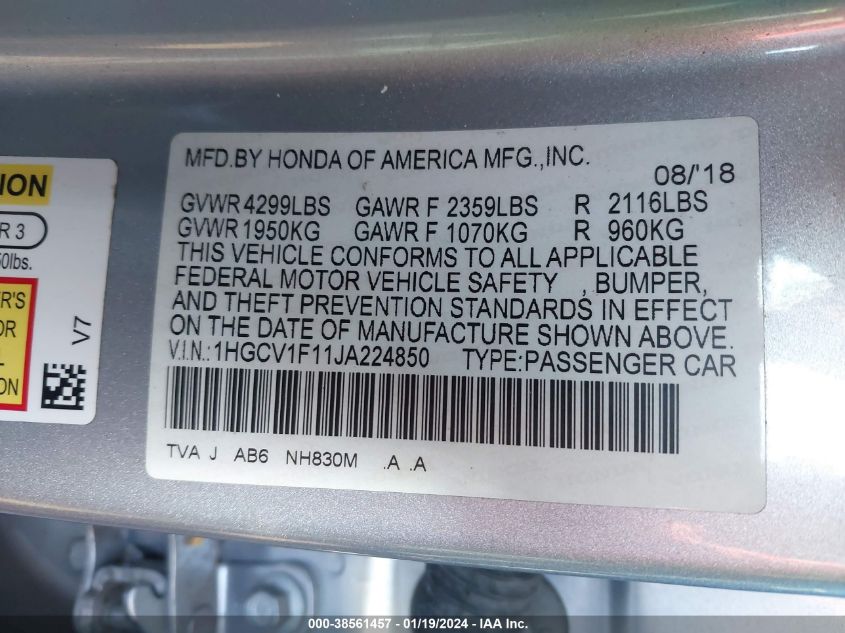 MFD.BY HONDA OF AMERICA MFG.,INC.
08/'18
GVWR 4299LBS GAWR F 2359LBS R 2116LBS
GVWR 1950KG GAWR F 1070KG R 960KG
THIS VEHICLE CONFORMS TO ALL APPLICABLE
FEDERAL MOTOR VEHICLE SAFETY , BUMPER,
AND THEFT PREVENTION STANDARDS IN EFFECT
ON THE DATE OF MANUFACTURE SHOWN ABOVE.
V.I.N.:1HGCV1F11JA224850 TYPE:PASSENGER CAR
TVA J AB6 NH830M .A .A
R 3
V7
000-38561457 - 01/19/2024 - IAA Inc.